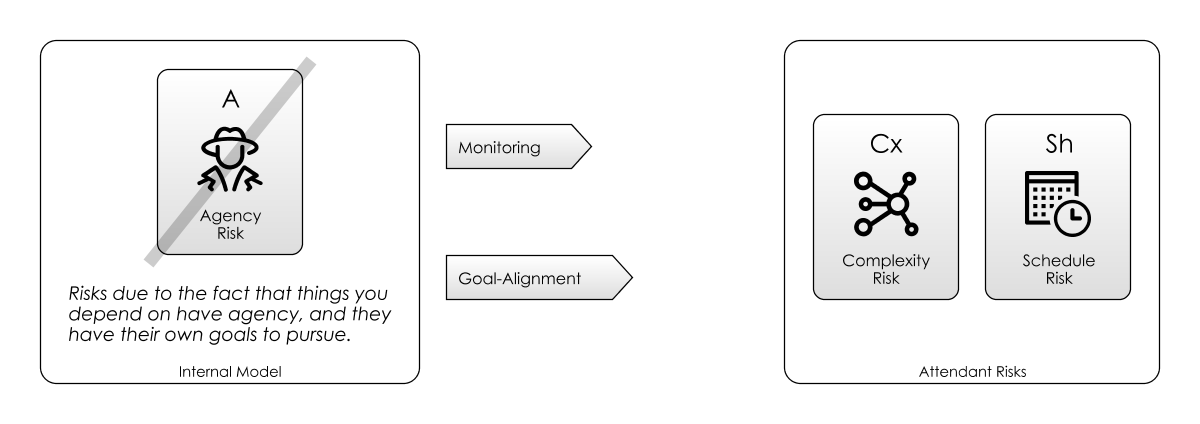 A
Agency
Risk
Risks due to the fact that things you
depend on have agency, and they
have their own goals to pursue.
Internal Model
Monitoring
Goal-Alignment
Cx
Complexity
Risk
Sh
Schedule
Risk
Attendant Risks